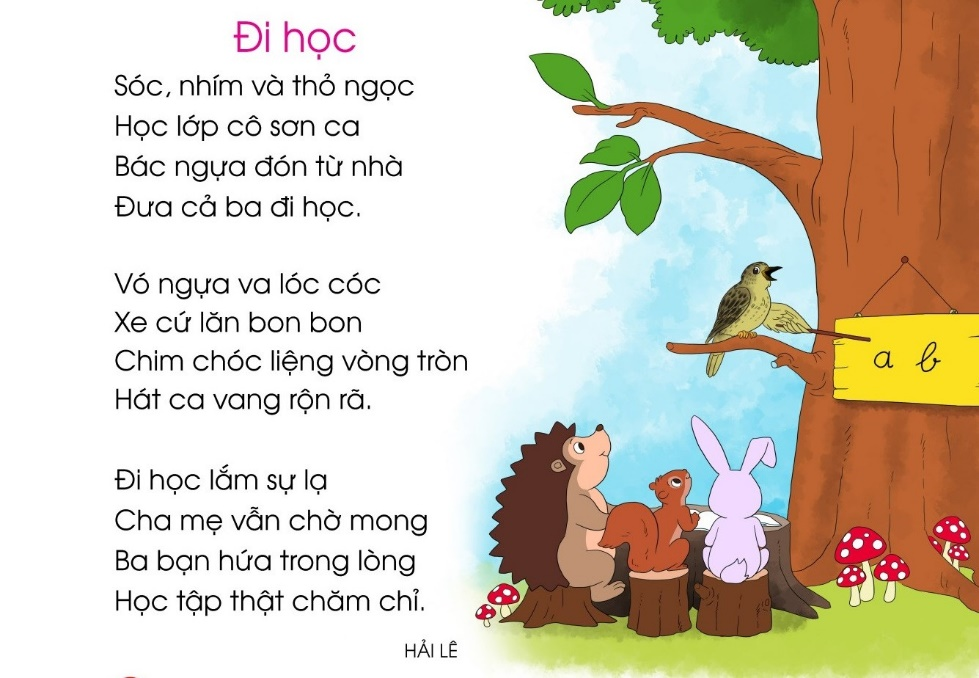 Đi học
Sóc, nhím và thỏ ngọc
Học lớp cô sơn ca
Bác ngựa đón từ nhà
Đưa cả ba đi học.
Vó ngựa va lóc cóc
Xe cứ lăn bon bon
Chim chóc liệng vòng tròn
Hát ca vang rộn rã.
Đi học lắm sự lạ
Cha mẹ vẫn chờ mong
Ba bạn hứa trong lòng
Học tập thật chăm chỉ.
HẢI LÊ
a b